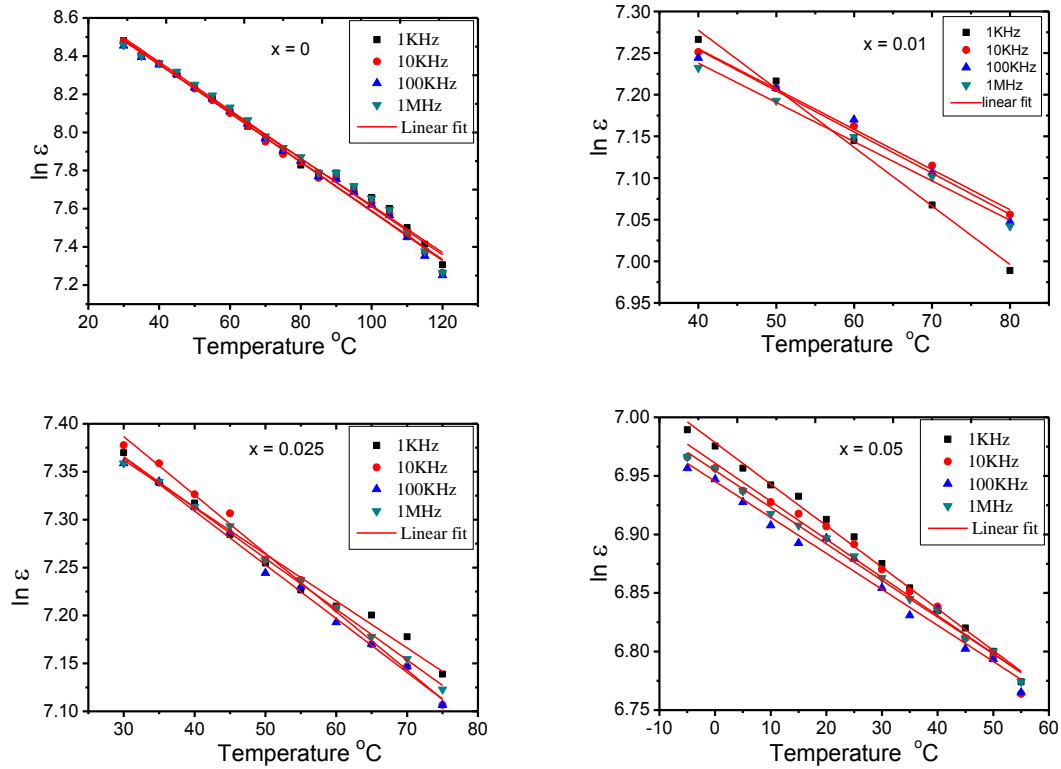 x = 0
1KHz
10KHz
100KHz
1MHz
Linear fit
ln ε
8.6
8.4
8.2
8.0
7.8
7.6
7.4
7.2
20 40 60 80 100 120
Temperature °C
x = 0.01
1KHz
10KHz
100KHz
1MHz
linear fit
ln ε
7.30
7.25
7.20
7.15
7.10
7.05
7.00
6.95
40 50 60 70 80
Temperature °C
x = 0.025
1KHz
10KHz
100KHz
1MHz
Linear fit
ln ε
7.40
7.35
7.30
7.25
7.20
7.15
7.10
30 40 50 60 70 80
Temperature °C
x = 0.05
1KHz
10KHz
100KHz
1MHz
Linear fit
ln ε
7.00
6.95
6.90
6.85
6.80
6.75
-10 0 10 20 30 40 50 60
Temperature °C